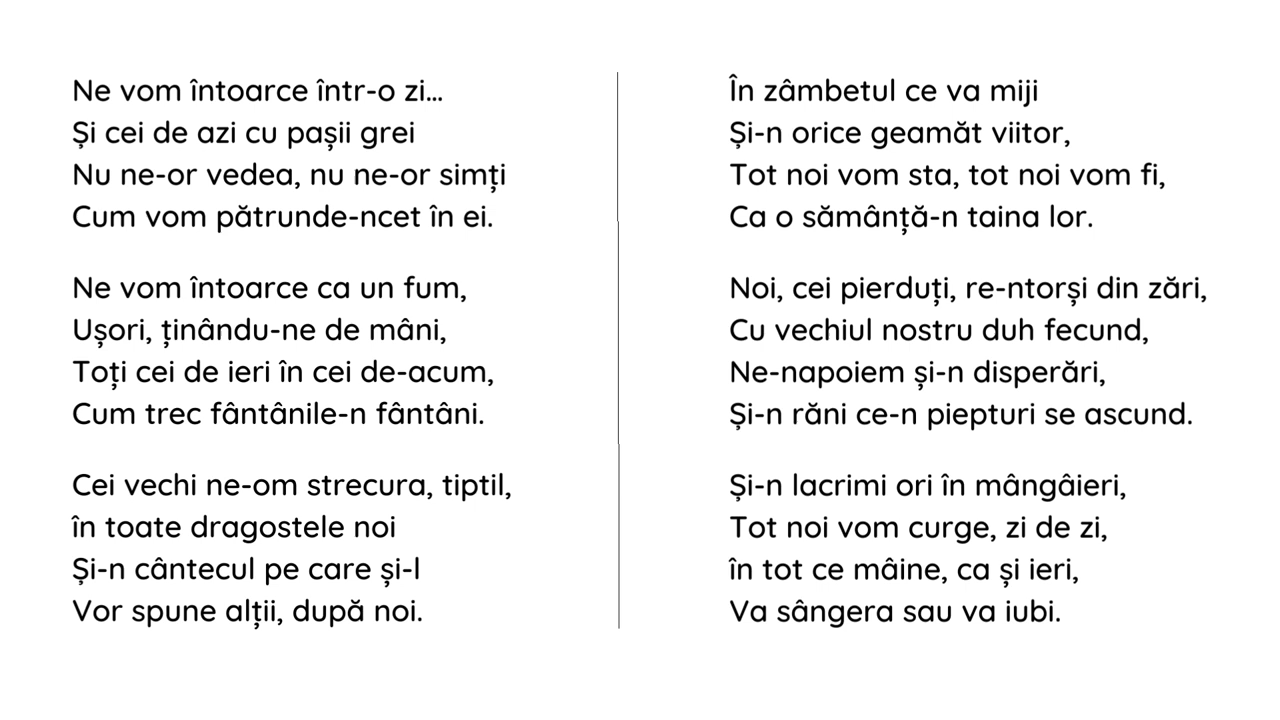 Ne vom întoarce într-o zi...
Și cei de azi cu pașii grei
Nu ne-or vedea, nu ne-or simți
Cum vom pătrunde-ncet în ei.
Ne vom întoarce ca un fum,
Ușori, ținându-ne de mâni,
Toți cei de ieri în cei de-acum,
Cum trec fântânile-n fântâni.
Cei vechi ne-om strecura, tiptil,
în toate dragostele noi
Și-n cântecul pe care și-l
Vor spune alții, după noi.
În zâmbetul ce va miji
Și-n orice geamăt viitor,
Tot noi vom sta, tot noi vom fi,
Ca o sămânță-n taina lor.
Noi, cei pierduți, re-ntorși din zări,
Cu vechiul nostru duh fecund,
Ne-napoiem și-n disperări,
Și-n răni ce-n piepturi se ascund.
Și-n lacrimi ori în mângâieri,
Tot noi vom curge, zi de zi,
în tot ce mâine, ca și ieri,
Va sângera sau va iubi.